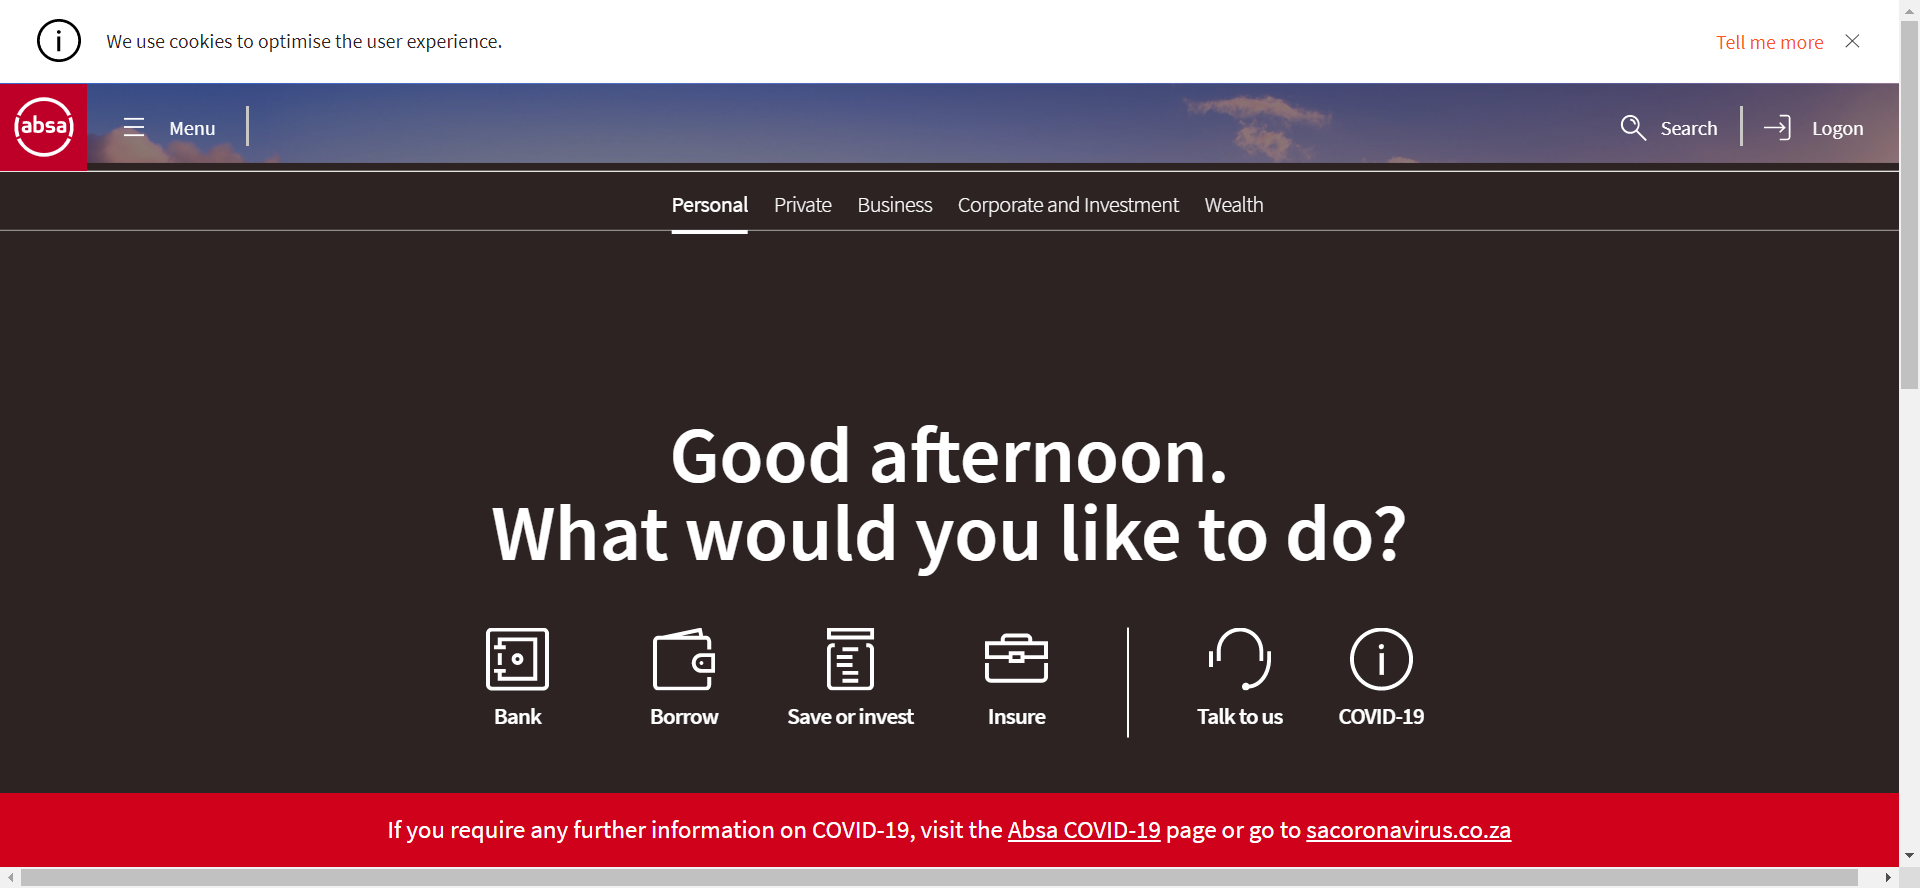 We use cookies to optimise the user experience.
Tell me more
absa
Menu
Search
Logon
Personal
Private
Business
Corporate and Investment
Wealth
Good afternoon.
What would you like to do?
Bank
Borrow
Save or invest
Insure
Talk to us
COVID-19
If you require any further information on COVID-19, visit the Absa COVID-19 page or go to sacoronavirus.co.za